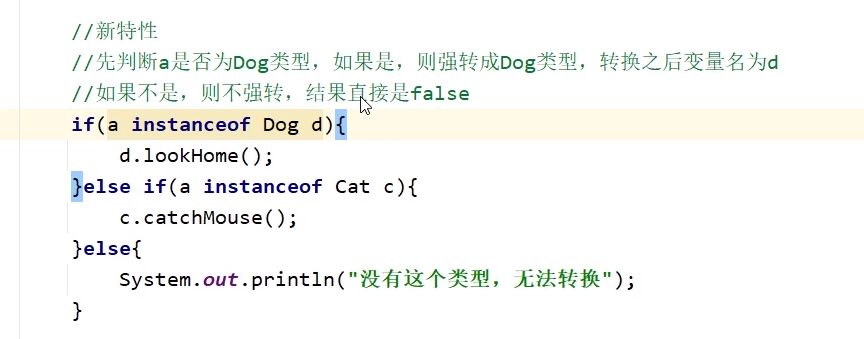 //新特性
//先判断a是否为Dog类型，如果是，则强转成Dog类型，转换之后变量名为d
//如果不是，则不强转，结果直接是false
if(a instanceof Dog d){
    d.lookHome();
}else if(a instanceof Cat c){
    c.catchMouse();
}else{
    System.out.println("没有这个类型，无法转换");
}